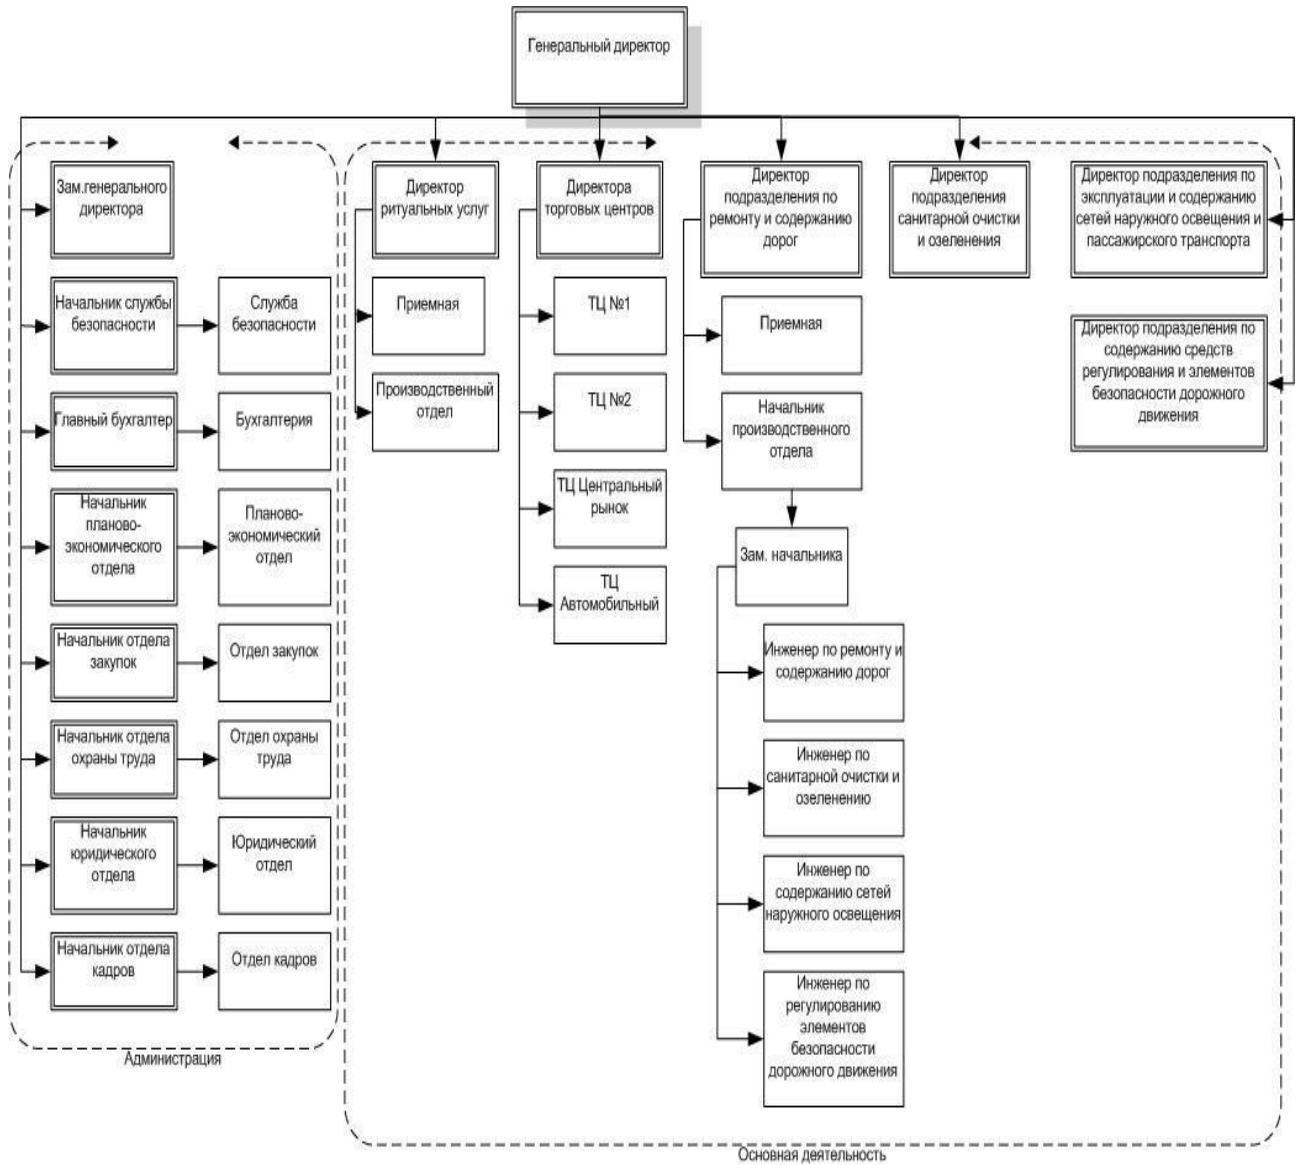 Генеральный директор
Зам.генерального
директора
Начальник службы
безопасности
Служба
безопасности
Главный бухгалтер
Бухгалтерия
Начальник
планово-
экономического
отдела
Планово-
экономический
отдел
Начальник отдела
закупок
Отдел закупок
Начальник отдела
охраны труда
Отдел охраны
труда
Начальник
юридического
отдела
Юридический
отдел
Начальник отдела
кадров
Отдел кадров
Администрация
Директор
ритуальных услуг
Приемная
Производственный
отдел
Директора
торговых центров
ТЦ №1
ТЦ №2
ТЦ Центральный
рынок
ТЦ
Автомобильный
Директор
подразделения по
ремонту и содержанию
дорог
Приемная
Начальник
производственного
отдела
Зам. начальника
Инженер по ремонту и
содержанию дорог
Инженер по
санитарной очистки и
озеленению
Инженер по
содержанию сетей
наружного освещения
Инженер по
регулированию
элементов
безопасности
дорожного движения
Директор
подразделения
санитарной очистки
и озеленения
Директор подразделения по
эксплуатации и содержанию
сетей наружного освещения и
пассажирского транспорта
Директор подразделения по
содержанию средств
регулирования и элементов
безопасности дорожного
движения
Основная деятельность